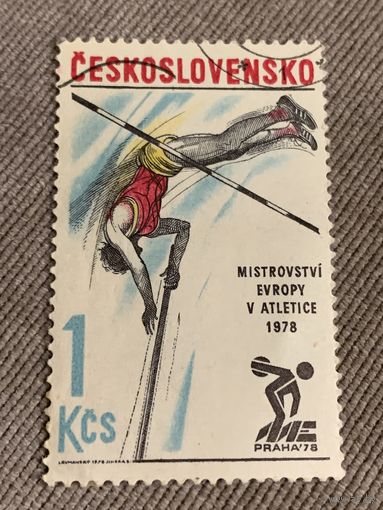 ČESKOSLOVENSKO
MISTROVSTVÍ
EVROPY
V ATLETICE
1978
1
Kčs
PRAHA'78